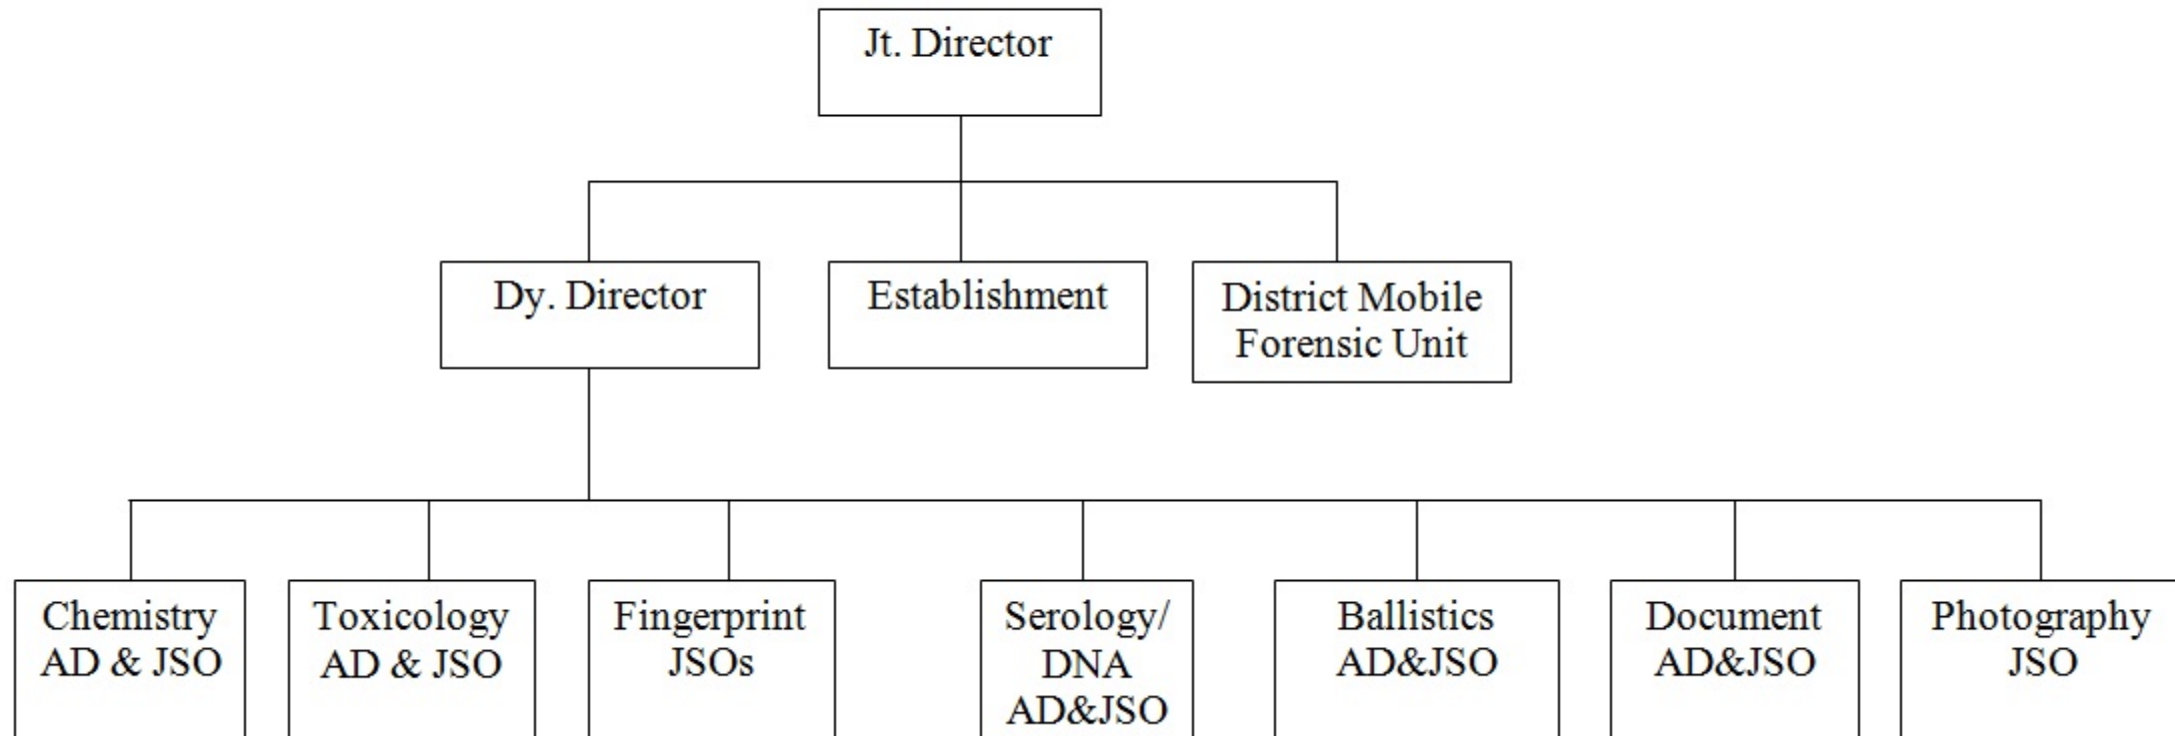 Jt. Director
Dy. Director
Establishment
District Mobile
Forensic Unit
Chemistry
AD & JSO
Toxicology
AD & JSO
Fingerprint
JSOs
Serology/
DNA
AD&JSO
Ballistics
AD&JSO
Document
AD&JSO
Photography
JSO